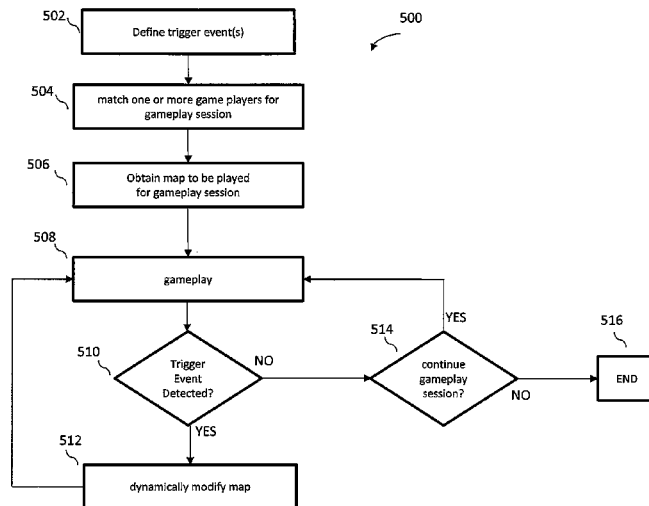 502
Define trigger event(s)
500
504
match one or more game players for
gameplay session
506
Obtain map to be played
for gameplay session
508
gameplay
510
Trigger
Event
Detected?
NO
YES
514
continue
gameplay
session?
YES
NO
516
END
512
dynamically modify map